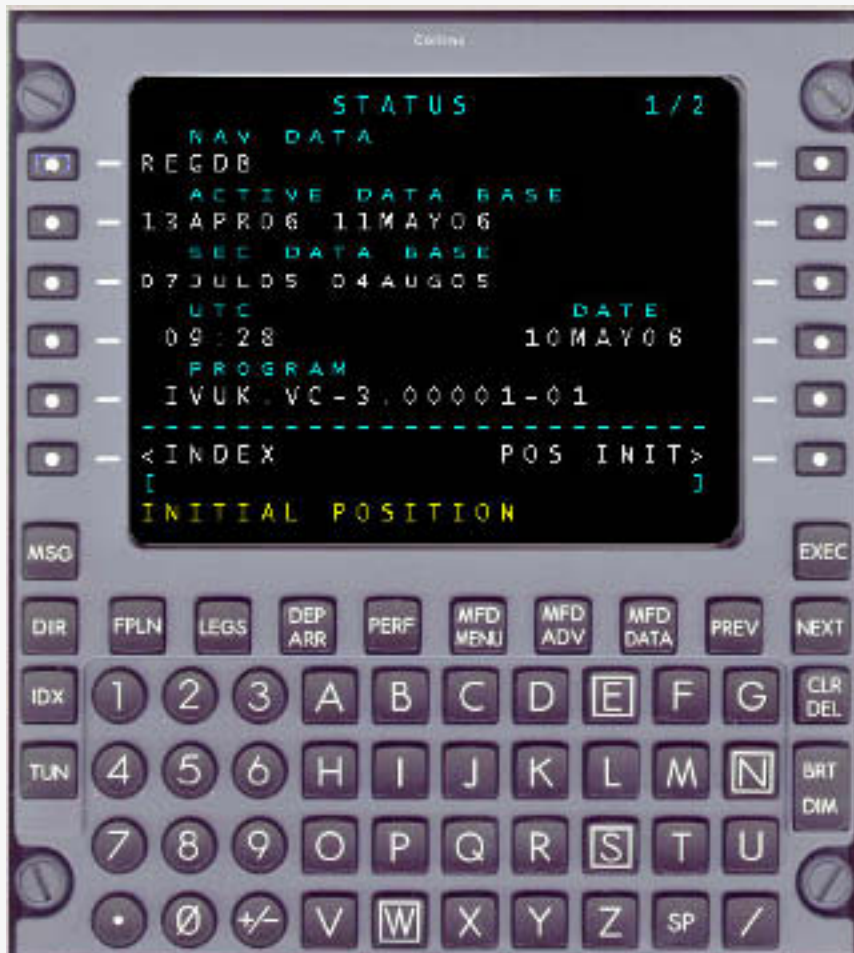 Collins
STATUS 1/2
NAV DATA
REGDB
ACTIVE DATA BASE
13APR06 11MAY06
SEC DATA BASE
07JUL05 04AUG05
UTC DATE
09:28 10MAY06
PROGRAM
IVUK.VC-3.00001-01
------------------------
<INDEX POS INIT>
[ ]
INITIAL POSITION
MSG EXEC
DIR FPLN LEGS DEP ARR PERF MFD MENU MFD ADV MFD DATA PREV NEXT
IDX 1 2 3 A B C D E F G CLR DEL
TUN 4 5 6 H I J K L M N BRT DIM
7 8 9 O P Q R S T U
. Ø +/- V W X Y Z SP /